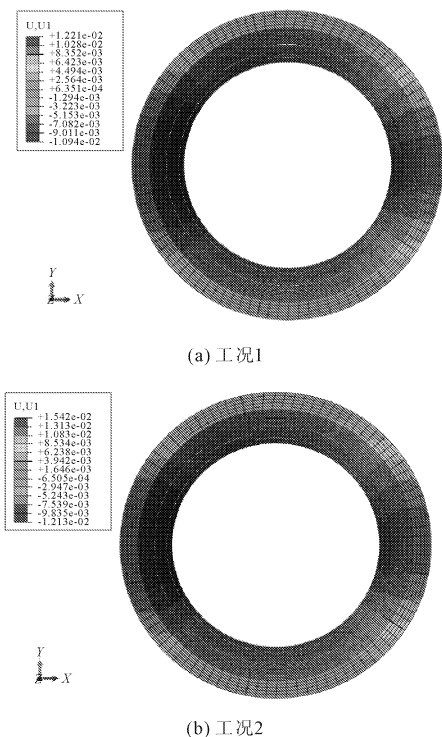 U,U1
+1.221e-02
+1.028e-02
+8.352e-03
+6.423e-03
+4.494e-03
+2.564e-03
+6.351e-04
-1.294e-03
-3.223e-03
-5.153e-03
-7.082e-03
-9.011e-03
-1.094e-02
Y
Z X
(a) 工况1
U,U1
+1.542e-02
+1.313e-02
+1.083e-02
+8.534e-03
+6.238e-03
+3.942e-03
+1.646e-03
-6.505e-04
-2.947e-03
-5.243e-03
-7.539e-03
-9.835e-03
-1.213e-02
Y
Z X
(b) 工况2